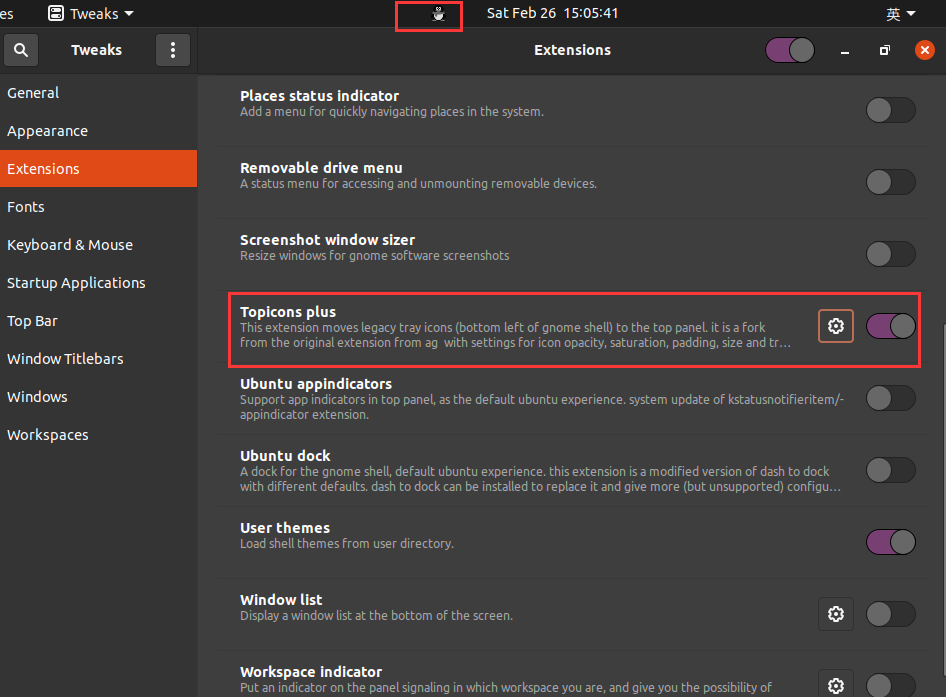 es
Tweaks
Sat Feb 26 15:05:41
英
Tweaks
Extensions
General
Appearance
Extensions
Fonts
Keyboard & Mouse
Startup Applications
Top Bar
Window Titlebars
Windows
Workspaces
Places status indicator
Add a menu for quickly navigating places in the system.
Removable drive menu
A status menu for accessing and unmounting removable devices.
Screenshot window sizer
Resize windows for gnome software screenshots
Topicons plus
This extension moves legacy tray icons (bottom left of gnome shell) to the top panel. it is a fork
from the original extension from ag with settings for icon opacity, saturation, padding, size and tr…
Ubuntu appindicators
Support app indicators in top panel, as the default ubuntu experience. system update of kstatusnotifieritem/-
appindicator extension.
Ubuntu dock
A dock for the gnome shell, default ubuntu experience. this extension is a modified version of dash to dock
with different defaults. dash to dock can be installed to replace it and give more (but unsupported) configu…
User themes
Load shell themes from user directory.
Window list
Display a window list at the bottom of the screen.
Workspace indicator
Put an indicator on the panel signaling in which workspace you are, and give you the possibility of